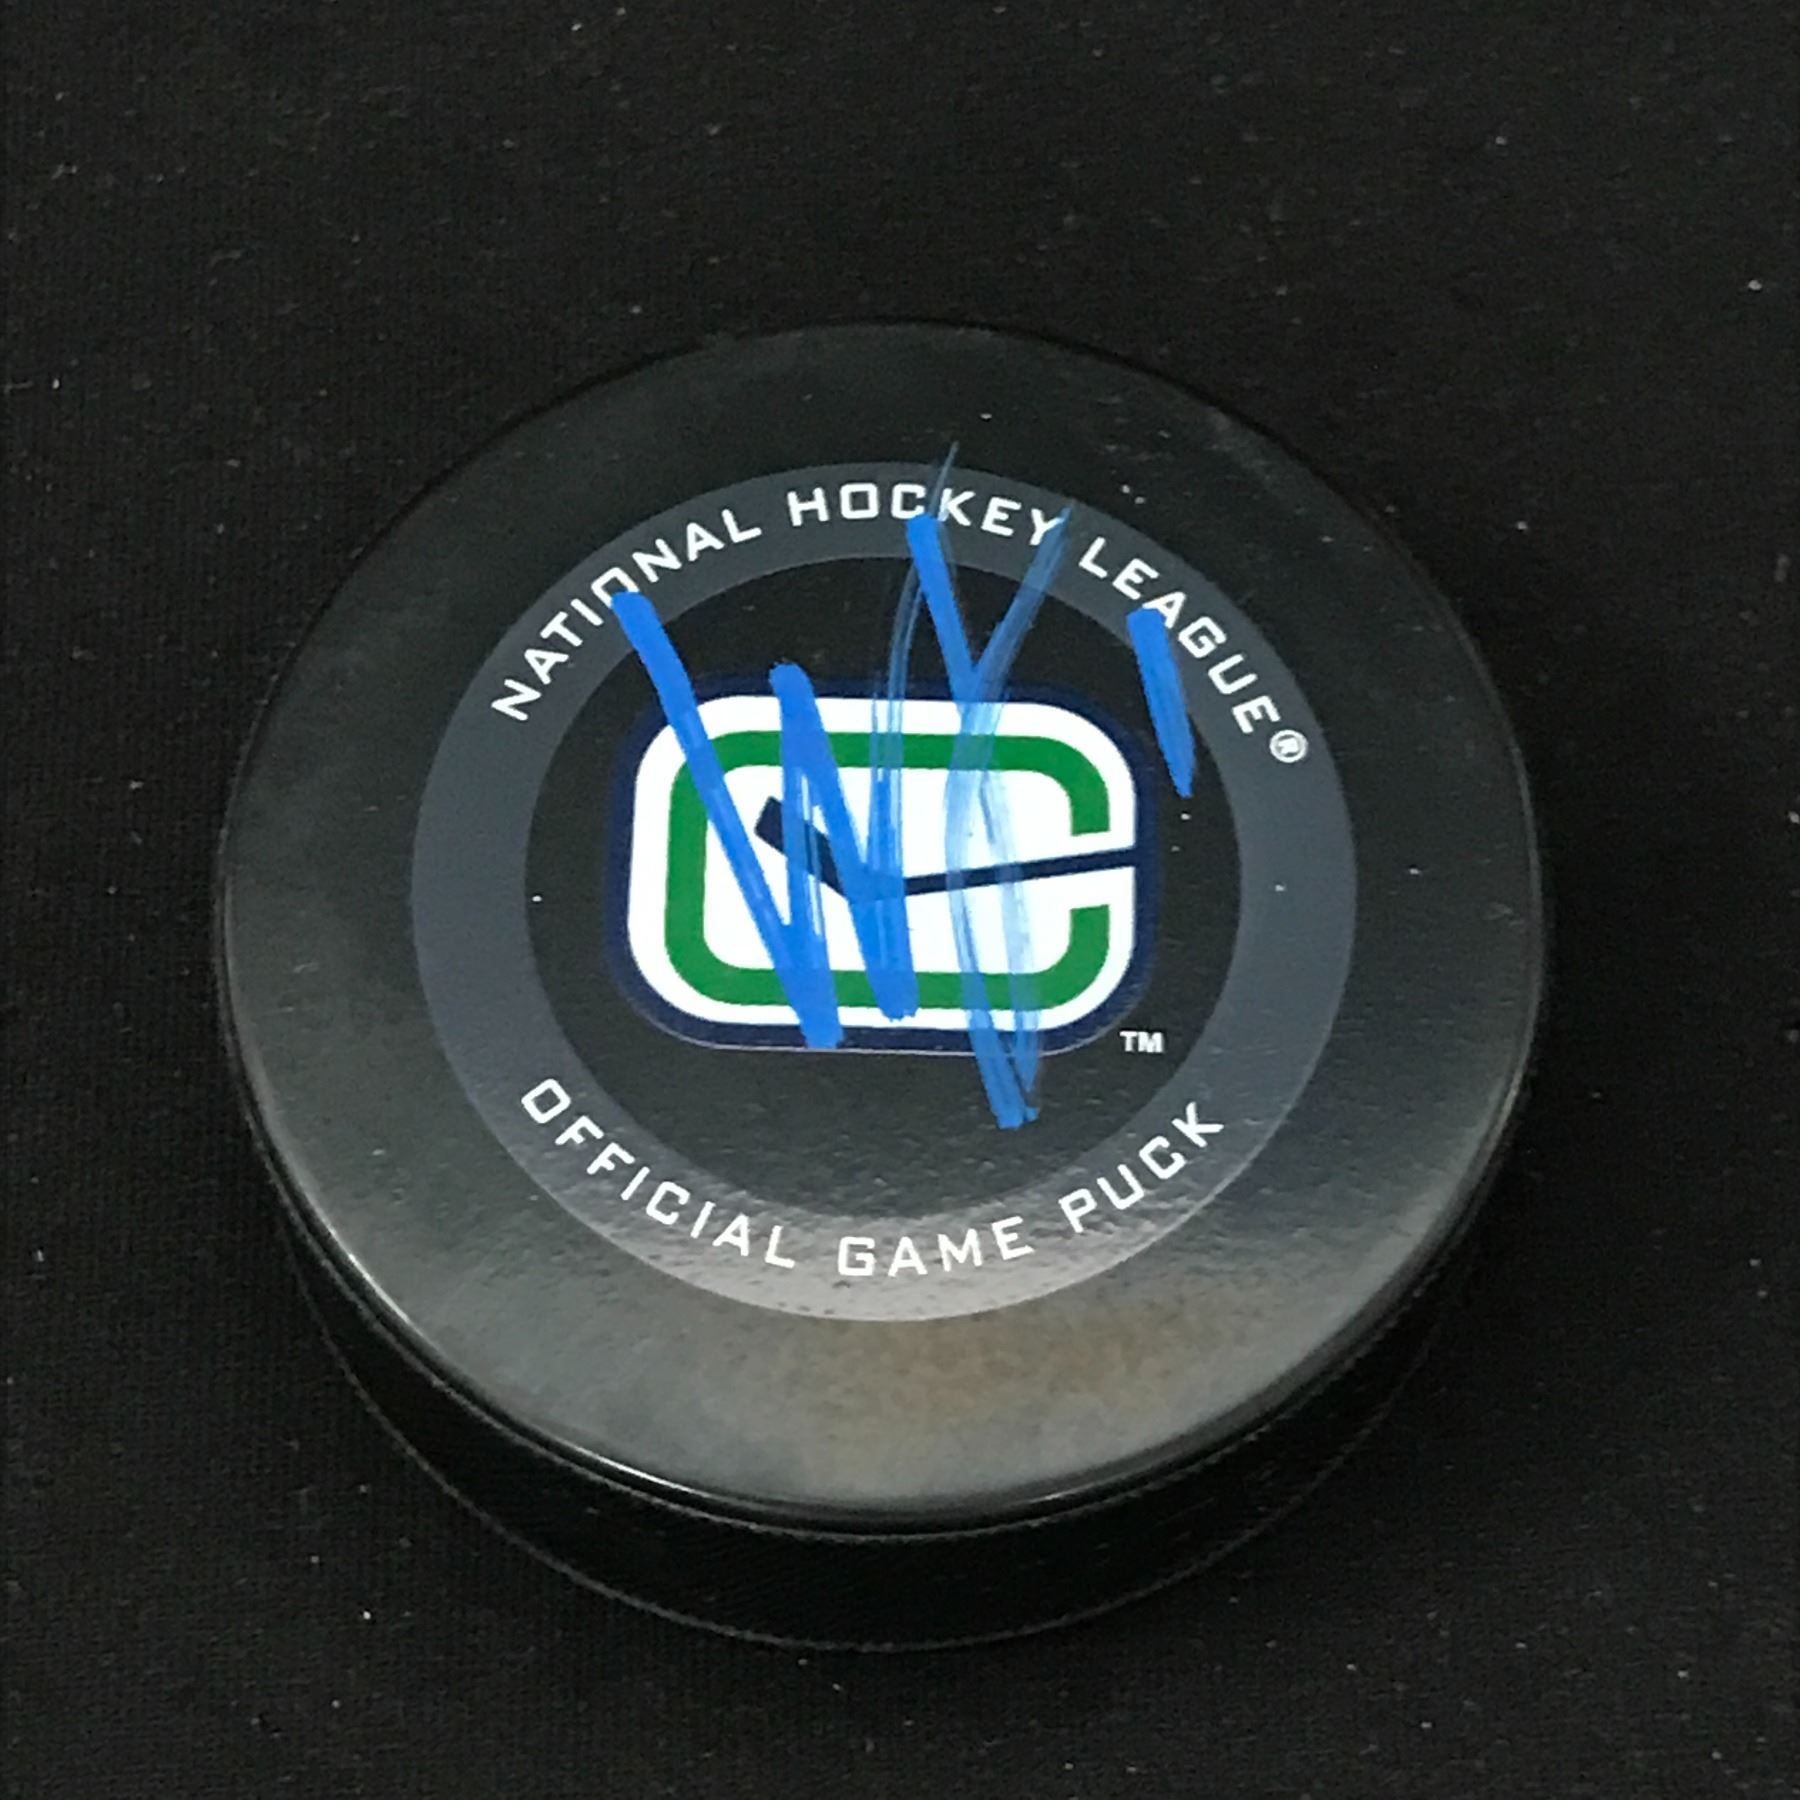 NATIONAL HOCKEY LEAGUE®
TM
OFFICIAL GAME PUCK